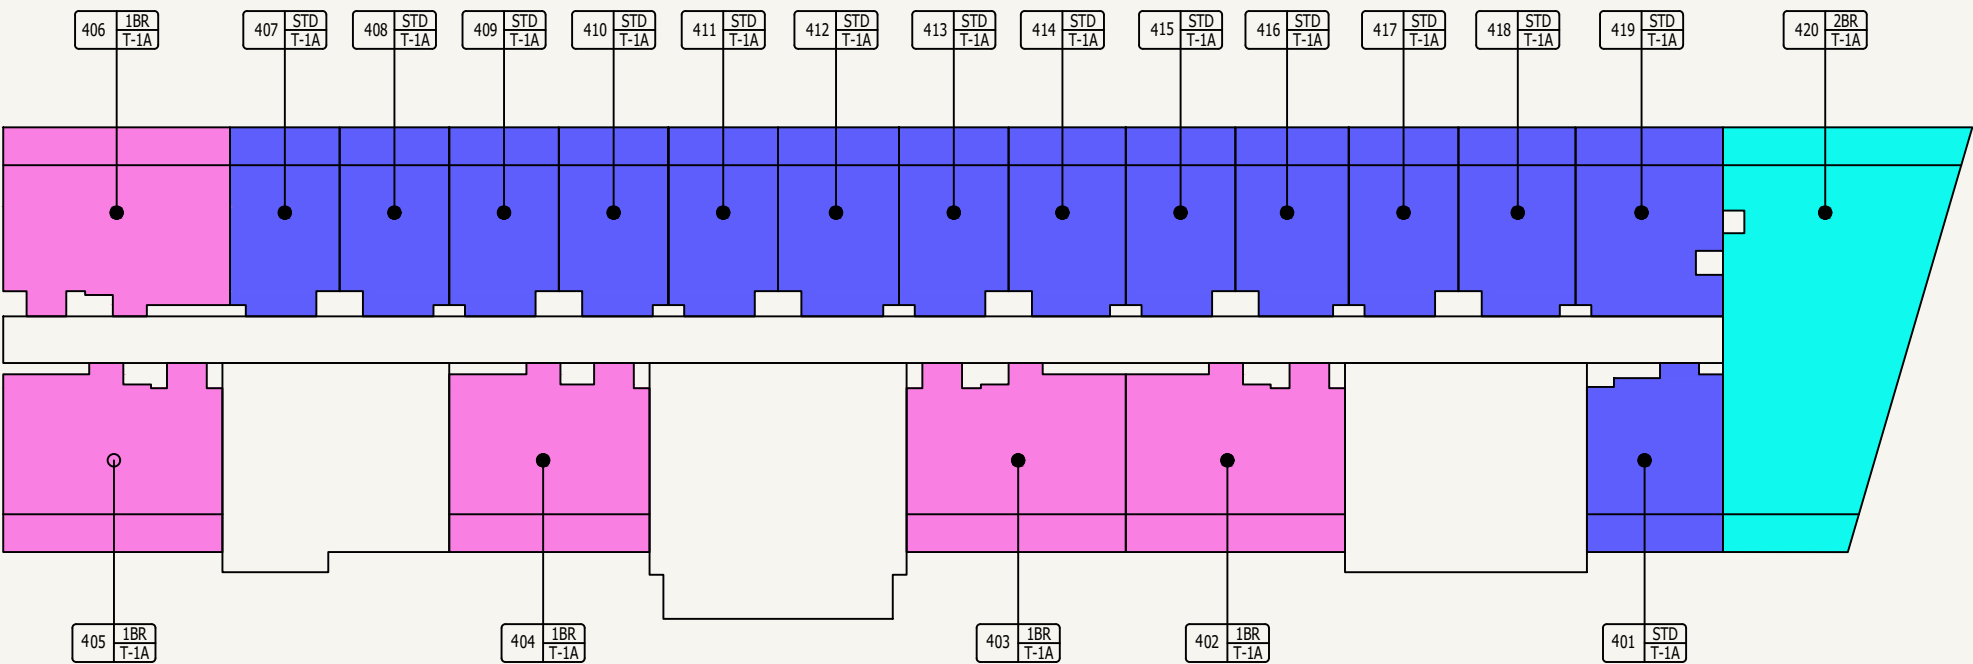 406 1BR T-1A
407 STD T-1A
408 STD T-1A
409 STD T-1A
410 STD T-1A
411 STD T-1A
412 STD T-1A
413 STD T-1A
414 STD T-1A
415 STD T-1A
416 STD T-1A
417 STD T-1A
418 STD T-1A
419 STD T-1A
420 2BR T-1A
405 1BR T-1A
404 1BR T-1A
403 1BR T-1A
402 1BR T-1A
401 STD T-1A